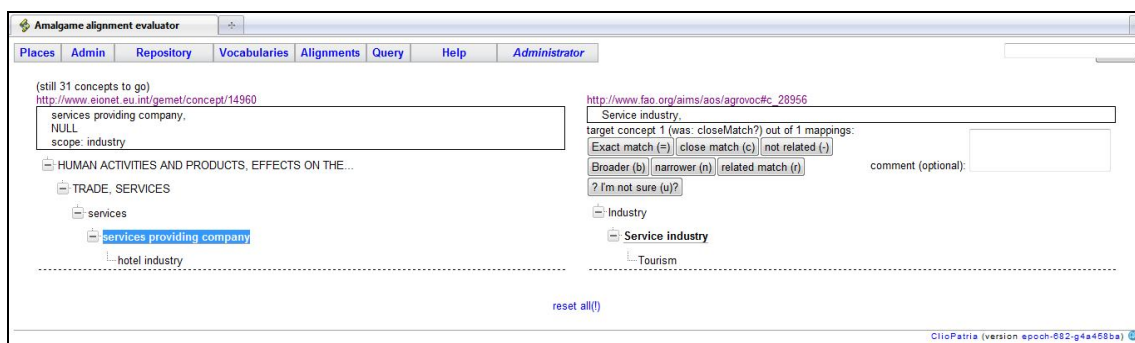 Amalgame alignment evaluator
Places Admin Repository Vocabularies Alignments Query Help Administrator
(still 31 concepts to go)
http://www.eionet.eu.int/gemet/concept/14960
services providing company,
NULL
scope: industry
HUMAN ACTIVITIES AND PRODUCTS, EFFECTS ON THE...
TRADE, SERVICES
services
services providing company
hotel industry
http://www.fao.org/aims/aos/agrovoc#c_28956
Service industry,
target concept 1 (was: closeMatch?) out of 1 mappings:
Exact match (=) close match (c) not related (-)
Broader (b) narrower (n) related match (r)
? I'm not sure (u)?
comment (optional):
Industry
Service industry
Tourism
reset all(!)
ClioPatria (version epoch-682-g4a458ba)